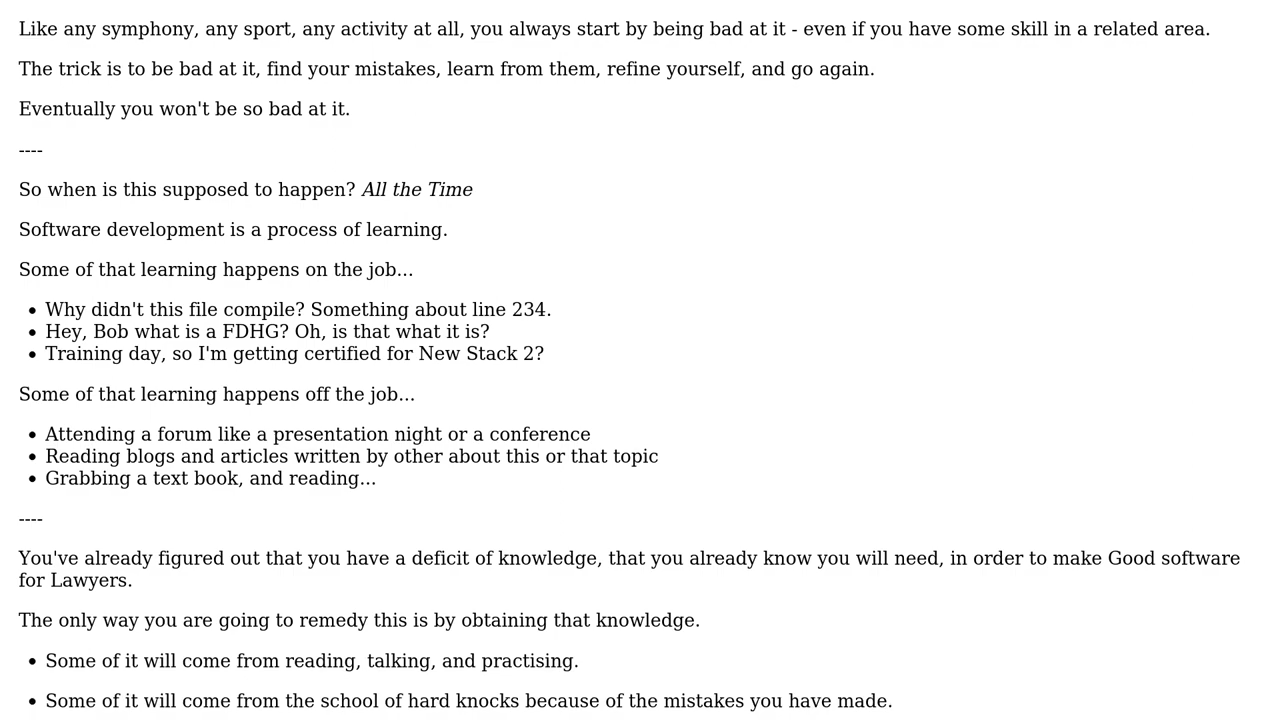 Like any symphony, any sport, any activity at all, you always start by being bad at it - even if you have some skill in a related area.
The trick is to be bad at it, find your mistakes, learn from them, refine yourself, and go again.
Eventually you won't be so bad at it.
----
So when is this supposed to happen? All the Time
Software development is a process of learning.
Some of that learning happens on the job...
• Why didn't this file compile? Something about line 234.
• Hey, Bob what is a FDHG? Oh, is that what it is?
• Training day, so I'm getting certified for New Stack 2?
Some of that learning happens off the job...
• Attending a forum like a presentation night or a conference
• Reading blogs and articles written by other about this or that topic
• Grabbing a text book, and reading...
----
You've already figured out that you have a deficit of knowledge, that you already know you will need, in order to make Good software
for Lawyers.
The only way you are going to remedy this is by obtaining that knowledge.
• Some of it will come from reading, talking, and practising.
• Some of it will come from the school of hard knocks because of the mistakes you have made.